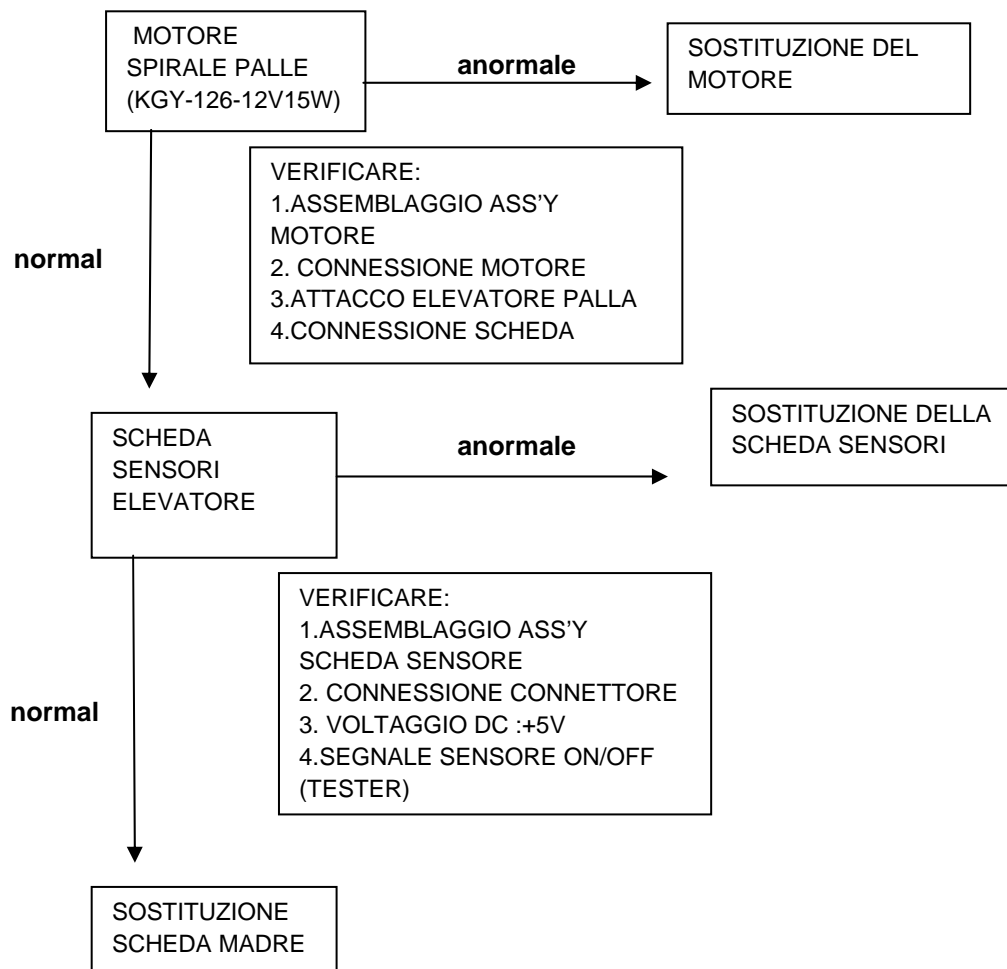 MOTORE
SPIRALE PALLE
(KGY-126-12V15W)
anormale
SOSTITUZIONE DEL
MOTORE
VERIFICARE:
1.ASSEMBLAGGIO ASS’Y
MOTORE
2. CONNESSIONE MOTORE
3.ATTACCO ELEVATORE PALLA
4.CONNESSIONE SCHEDA
normal
SCHEDA
SENSORI
ELEVATORE
anormale
SOSTITUZIONE DELLA
SCHEDA SENSORI
VERIFICARE:
1.ASSEMBLAGGIO ASS’Y
SCHEDA SENSORE
2. CONNESSIONE CONNETTORE
3. VOLTAGGIO DC :+5V
4.SEGNALE SENSORE ON/OFF
(TESTER)
normal
SOSTITUZIONE
SCHEDA MADRE